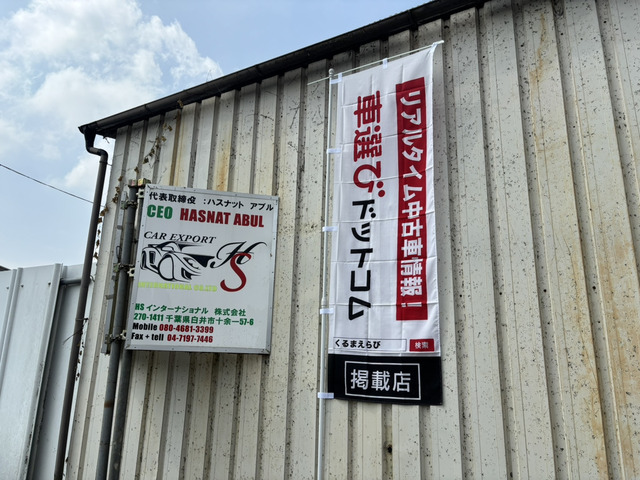 代表取締役 :ハスナット アブル
CEO HASNAT ABUL
CAR EXPORT
HS
HSインターナショナル 株式会社
270-1411 千葉県白井市十余一57-6
Mobile 080-4681-3399
Fax + tell 04-7197-7446
リアルタイム中古車情報!
車選びドットコム
くるまえらび 検索
掲載店